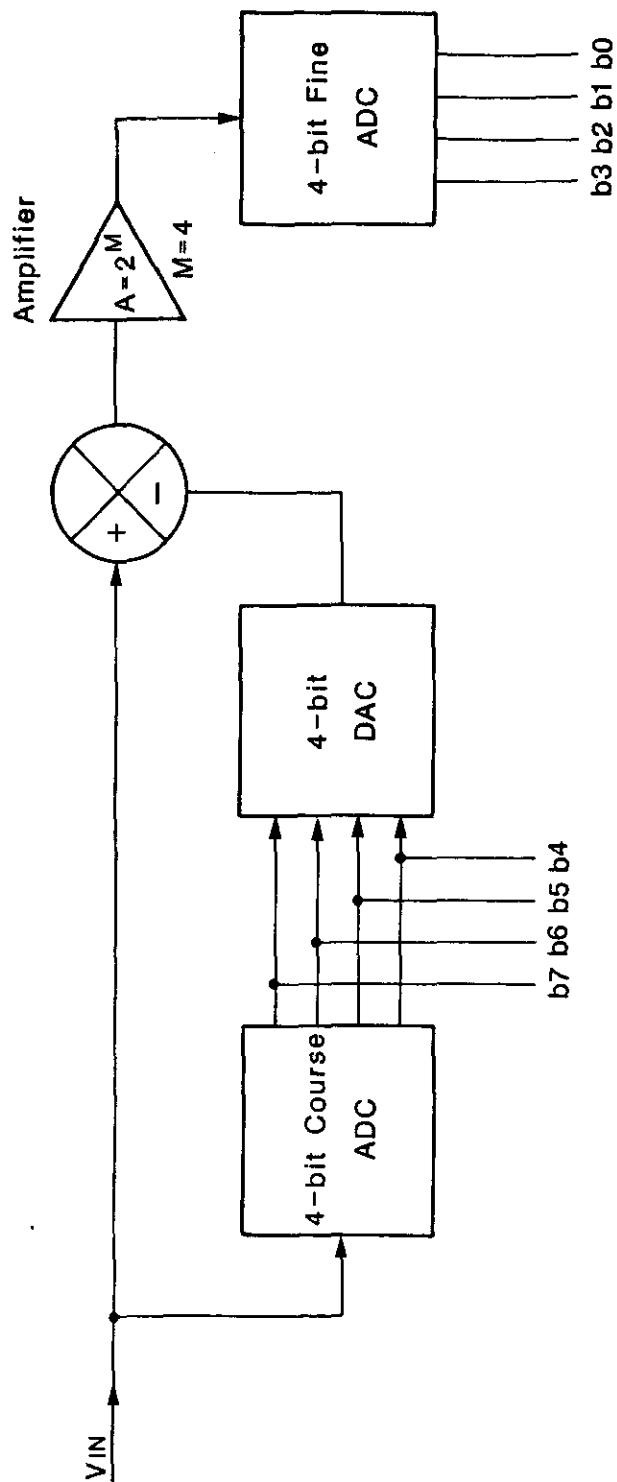 VIN
4-bit Course
ADC
b7 b6 b5 b4
4-bit
DAC
+
−
Amplifier
A=2^M
M=4
4-bit Fine
ADC
b3 b2 b1 b0